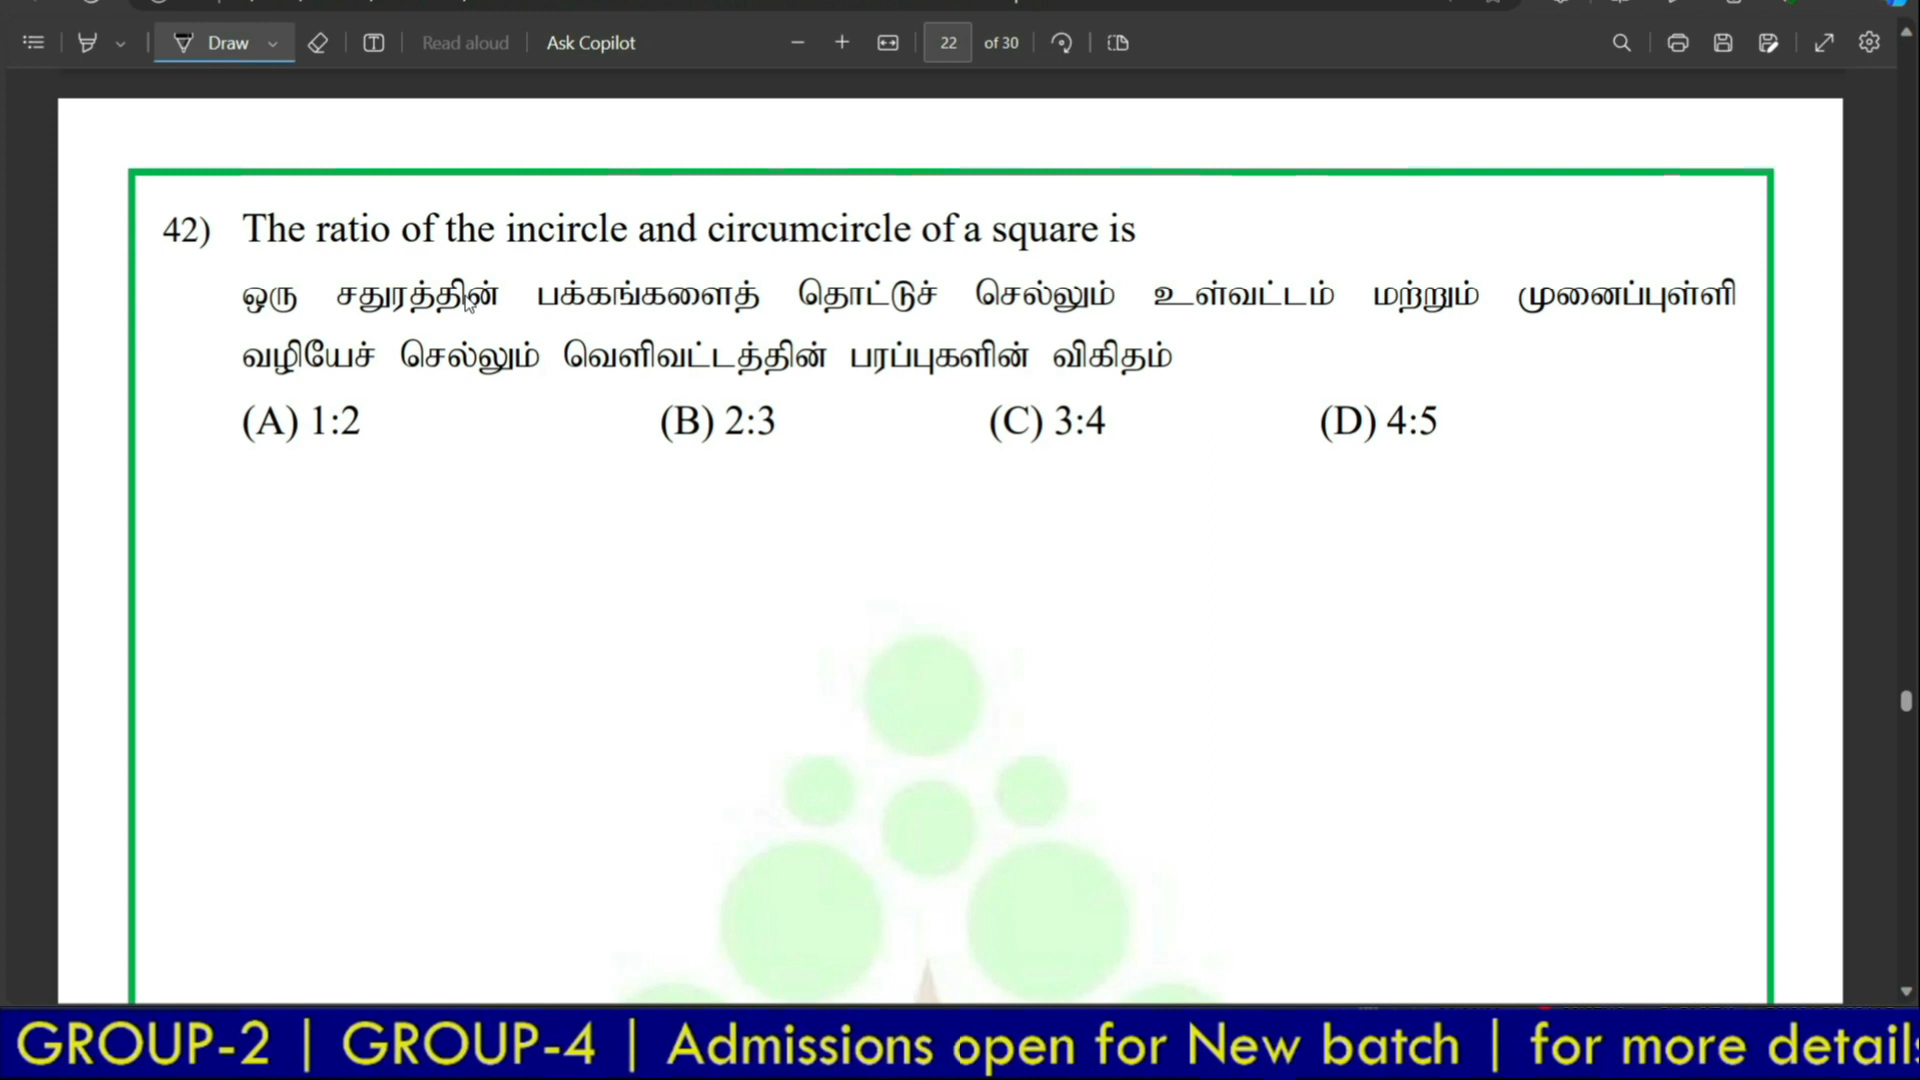 Draw
Read aloud
Ask Copilot
22
of 30
42) The ratio of the incircle and circumcircle of a square is
ஒரு சதுரத்தின் பக்கங்களைத் தொட்டுச் செல்லும் உள்வட்டம் மற்றும் முனைப்புள்ளி
வழியேச் செல்லும் வெளிவட்டத்தின் பரப்புகளின் விகிதம்
(A) 1:2 (B) 2:3 (C) 3:4 (D) 4:5
GROUP-2 | GROUP-4 | Admissions open for New batch | for more details